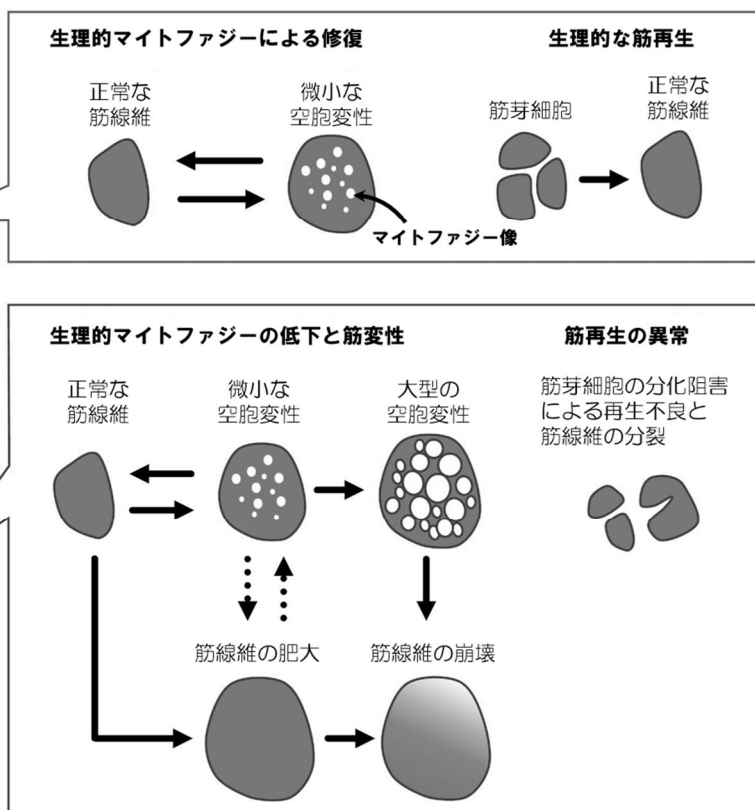 生理的マイトファジーによる修復
生理的な筋再生
正常な
筋線維
微小な
空胞変性
筋芽細胞
正常な
筋線維
マイトファジー像
生理的マイトファジーの低下と筋変性
筋再生の異常
正常な
筋線維
微小な
空胞変性
大型の
空胞変性
筋芽細胞の分化阻害
による再生不良と
筋線維の分裂
筋線維の肥大
筋線維の崩壊